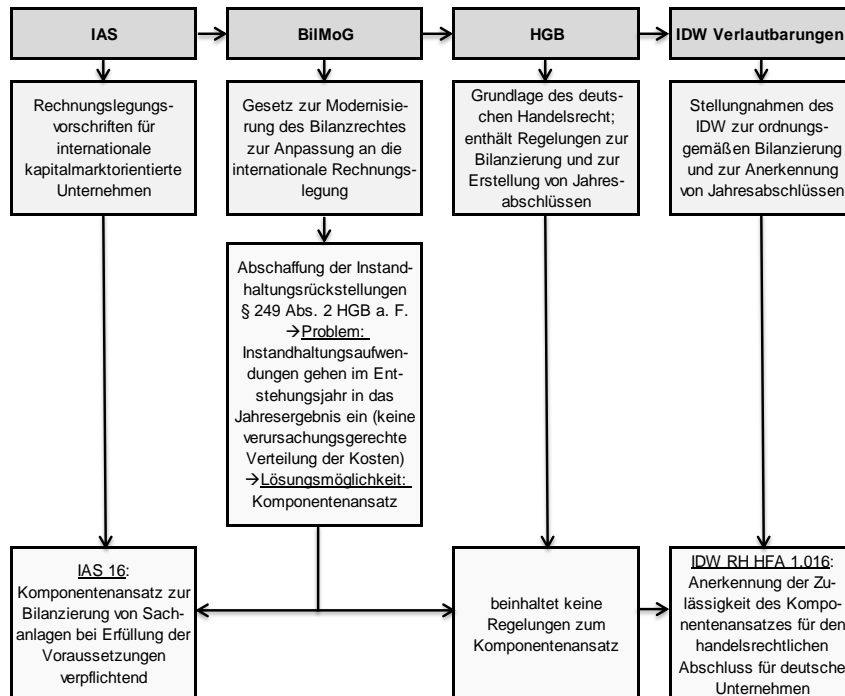 IAS
BilMoG
HGB
IDW Verlautbarungen
Rechnungslegungs-
vorschriften für
internationale
kapitalmarktorientierte
Unternehmen
Gesetz zur Modernisie-
rung des Bilanzrechtes
zur Anpassung an die
internationale Rechnungs-
legung
Grundlage des deut-
schen Handelsrecht;
enthält Regelungen zur
Bilanzierung und zur
Erstellung von Jahres-
abschlüssen
Stellungnahmen des
IDW zur ordnungs-
gemäßen Bilanzierung
und zur Anerkennung
von Jahresabschlüssen
Abschaffung der Instand-
haltungsrückstellungen
§ 249 Abs. 2 HGB a. F.
→Problem:
Instandhaltungsaufwen-
dungen gehen im Ent-
stehungsjahr in das
Jahresergebnis ein (keine
verursachungsgerechte
Verteilung der Kosten)
→Lösungsmöglichkeit:
Komponentenansatz
IAS 16:
Komponentenansatz zur
Bilanzierung von Sach-
anlagen bei Erfüllung der
Voraussetzungen
verpflichtend
beinhaltet keine
Regelungen zum
Komponentenansatz
IDW RH HFA 1.016:
Anerkennung der Zu-
lässigkeit des Kompo-
nentenansatzes für den
handelsrechtlichen
Abschluss für deutsche
Unternehmen